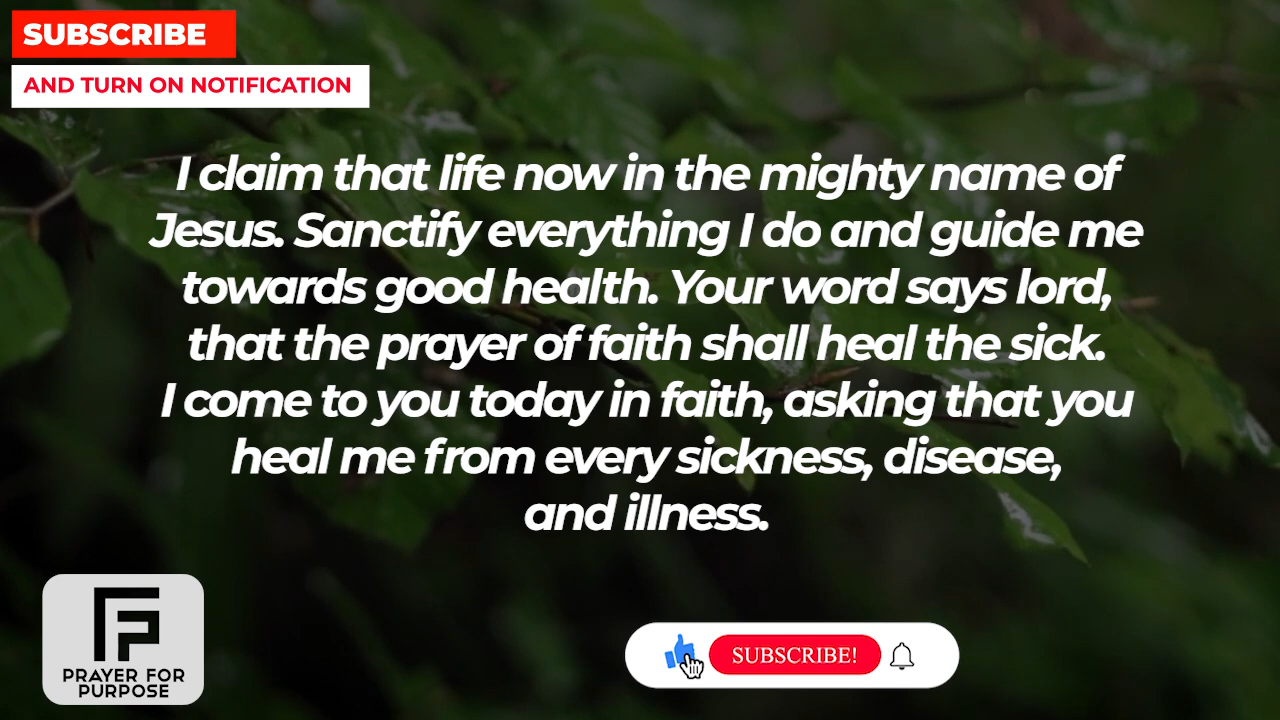 SUBSCRIBE
AND TURN ON NOTIFICATION
I claim that life now in the mighty name of
Jesus. Sanctify everything I do and guide me
towards good health. Your word says lord,
that the prayer of faith shall heal the sick.
I come to you today in faith, asking that you
heal me from every sickness, disease,
and illness.
PRAYER FOR
PURPOSE
SUBSCRIBE!